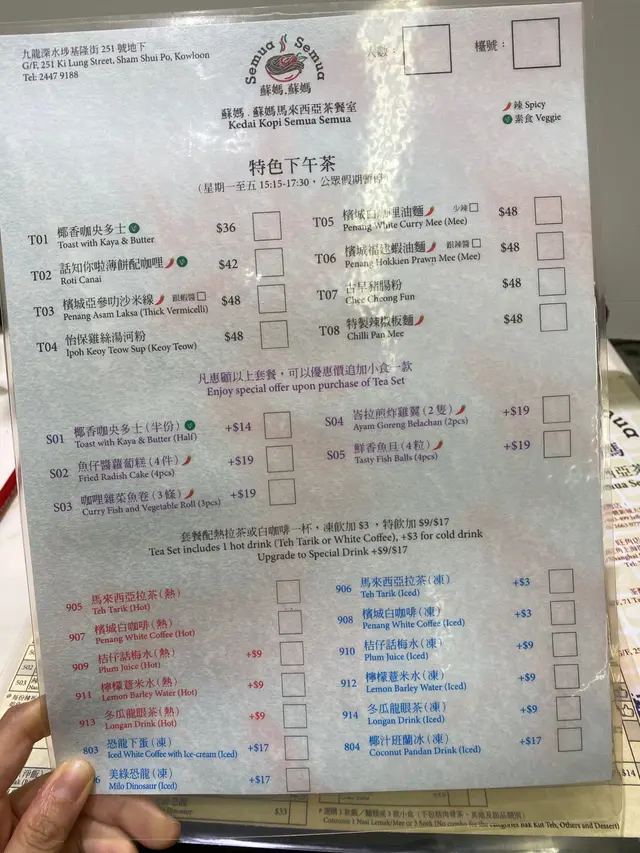 九龍深水埗基隆街 251 號地下
G/F, 251 Ki Lung Street, Sham Shui Po, Kowloon
Tel: 2447 9188
Semua Semua
蘇媽.蘇媽
人數:
檯號:
蘇媽.蘇媽馬來西亞茶餐室
Kedai Kopi Semua Semua
辣 Spicy
素食 Veggie
特色下午茶
(星期一至五 15:15-17:30,公眾假期
T01 椰香咖央多士 $36
Toast with Kaya & Butter
T02 話知你啦薄餅配咖哩 $42
Roti Canai
T03 檳城亞參叻沙米線 跟蝦醬 $48
Penang Asam Laksa (Thick Vermicelli)
T04 怡保雞絲湯河粉 $48
Ipoh Keoy Teow Sup (Keoy Teow)
T05 檳城白咖哩油麵 少辣 $48
Penang White Curry Mee (Mee)
T06 檳城福建蝦油麵 跟辣醬 $48
Penang Hokkien Prawn Mee (Mee)
T07 古早豬腸粉 $48
Chee Cheong Fun
T08 特製辣椒板麵 $48
Chilli Pan Mee
凡惠顧以上套餐,可以優惠價追加小食一款
Enjoy special offer upon purchase of Tea Set
S01 椰香咖央多士(半份) +$14
Toast with Kaya & Butter (Half)
S02 魚仔醬蘿蔔糕(4件) +$19
Fried Radish Cake (4pcs)
S03 咖哩雜菜魚卷(3條) +$19
Curry Fish and Vegetable Roll (3pcs)
S04 峇拉煎炸雞翼(2隻) +$19
Ayam Goreng Belachan (2pcs)
S05 鮮香魚旦(4粒) +$19
Tasty Fish Balls (4pcs)
套餐配熱拉茶或白咖啡一杯,凍飲加 $3,特飲加 $9/$17
Tea Set includes 1 hot drink (Teh Tarik or White Coffee), +$3 for cold drink
Upgrade to Special Drink +$9/$17
905 馬來西亞拉茶(熱)
Teh Tarik (Hot)
907 檳城白咖啡(熱)
Penang White Coffee (Hot)
909 桔仔話梅水(熱) +$9
Plum Juice (Hot)
911 檸檬薏米水(熱) +$9
Lemon Barley Water (Hot)
913 冬瓜龍眼茶(熱) +$9
Longan Drink (Hot)
803 恐龍下蛋(凍) +$17
Iced White Coffee with Ice-cream (Iced)
美綠恐龍(凍) +$17
Milo Dinosaur (Iced)
906 馬來西亞拉茶(凍) +$3
Teh Tarik (Iced)
908 檳城白咖啡(凍) +$3
Penang White Coffee (Iced)
910 桔仔話梅水(凍) +$9
Plum Juice (Iced)
912 檸檬薏米水(凍) +$9
Lemon Barley Water (Iced)
914 冬瓜龍眼茶(凍) +$9
Longan Drink (Iced)
804 椰汁班蘭冰(凍) +$17
Coconut Pandan Drink (Iced)
$33